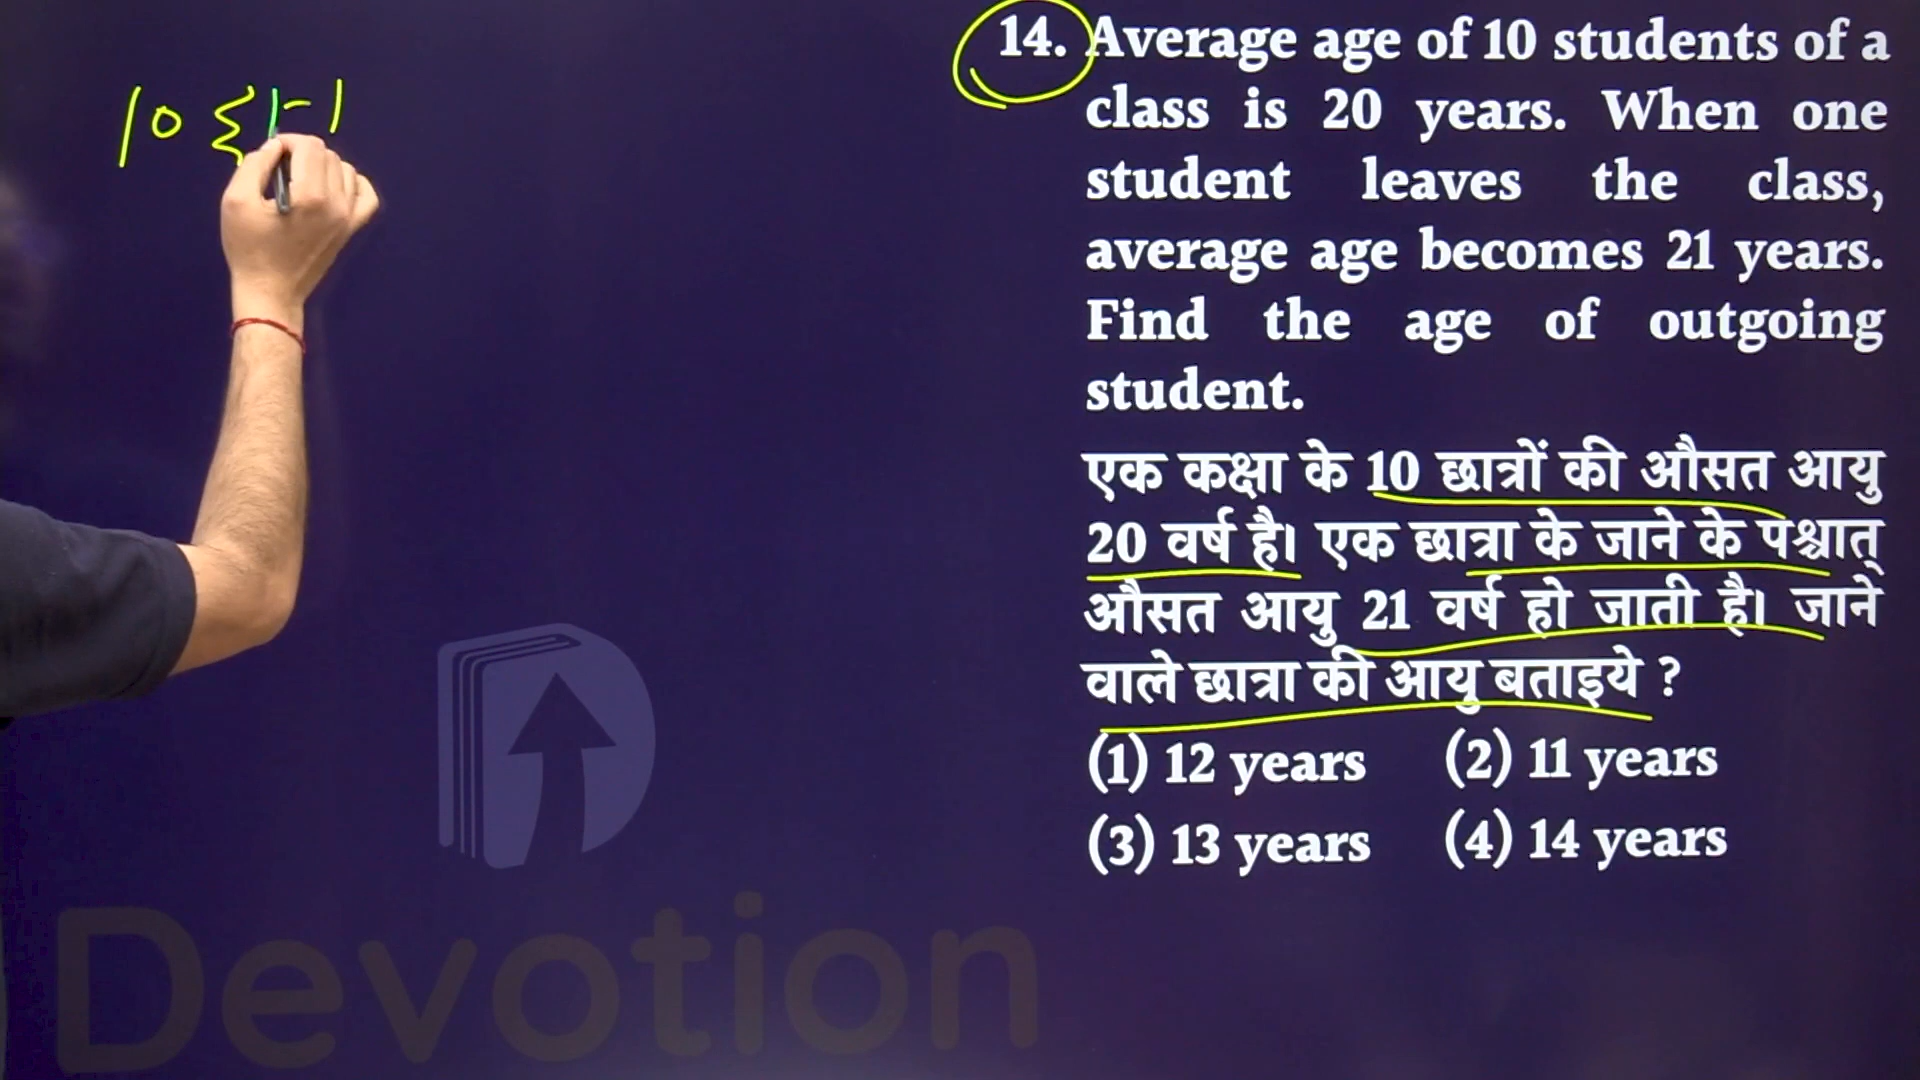 10 { 1-1
14. Average age of 10 students of a
class is 20 years. When one
student leaves the class,
average age becomes 21 years.
Find the age of outgoing
student.
एक कक्षा के 10 छात्रों की औसत आयु
20 वर्ष है। एक छात्रा के जाने के पश्चात्
औसत आयु 21 वर्ष हो जाती है। जाने
वाले छात्रा की आयु बताइये ?
(1) 12 years (2) 11 years
(3) 13 years (4) 14 years
Devotion